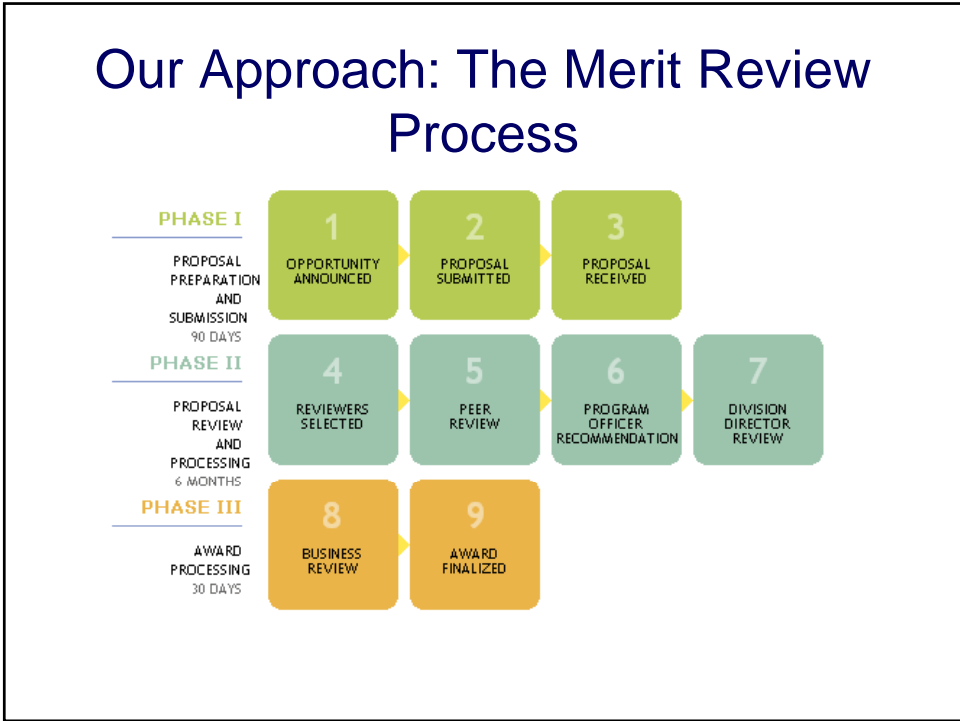 Our Approach: The Merit Review
Process
PHASE I
PROPOSAL
PREPARATION
AND
SUBMISSION
90 DAYS
1
OPPORTUNITY
ANNOUNCED
2
PROPOSAL
SUBMITTED
3
PROPOSAL
RECEIVED
PHASE II
PROPOSAL
REVIEW
AND
PROCESSING
6 MONTHS
4
REVIEWERS
SELECTED
5
PEER
REVIEW
6
PROGRAM
OFFICER
RECOMMENDATION
7
DIVISION
DIRECTOR
REVIEW
PHASE III
AWARD
PROCESSING
30 DAYS
8
BUSINESS
REVIEW
9
AWARD
FINALIZED